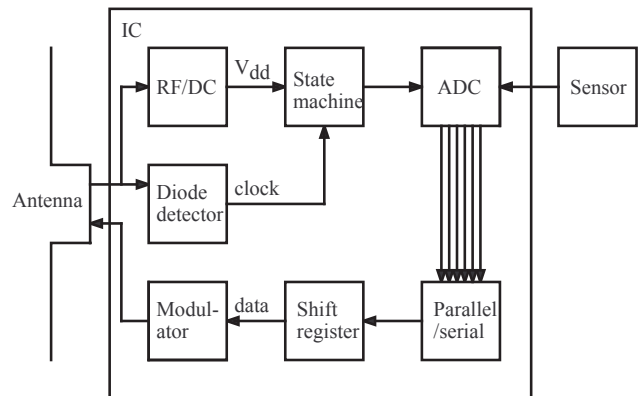 IC
RF/DC
Vdd
State
machine
ADC
Sensor
Antenna
Diode
detector
clock
Modul-
ator
data
Shift
register
Parallel
/serial